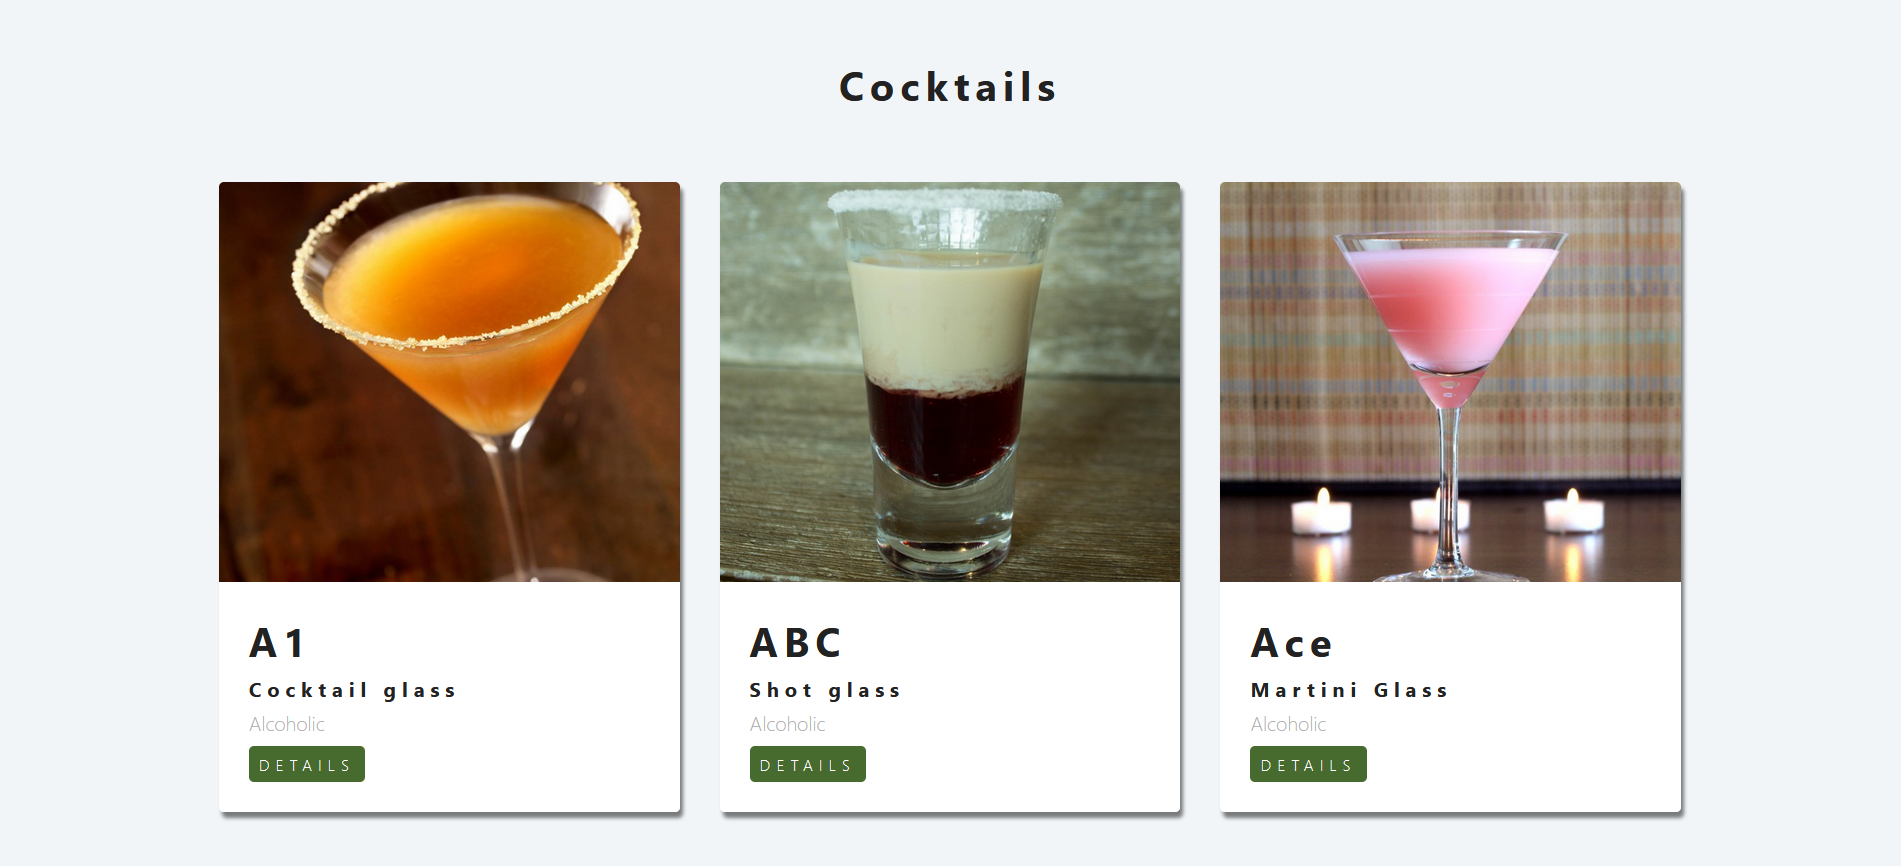 Cocktails
A1
Cocktail glass
Alcoholic
DETAILS
ABC
Shot glass
Alcoholic
DETAILS
Ace
Martini Glass
Alcoholic
DETAILS